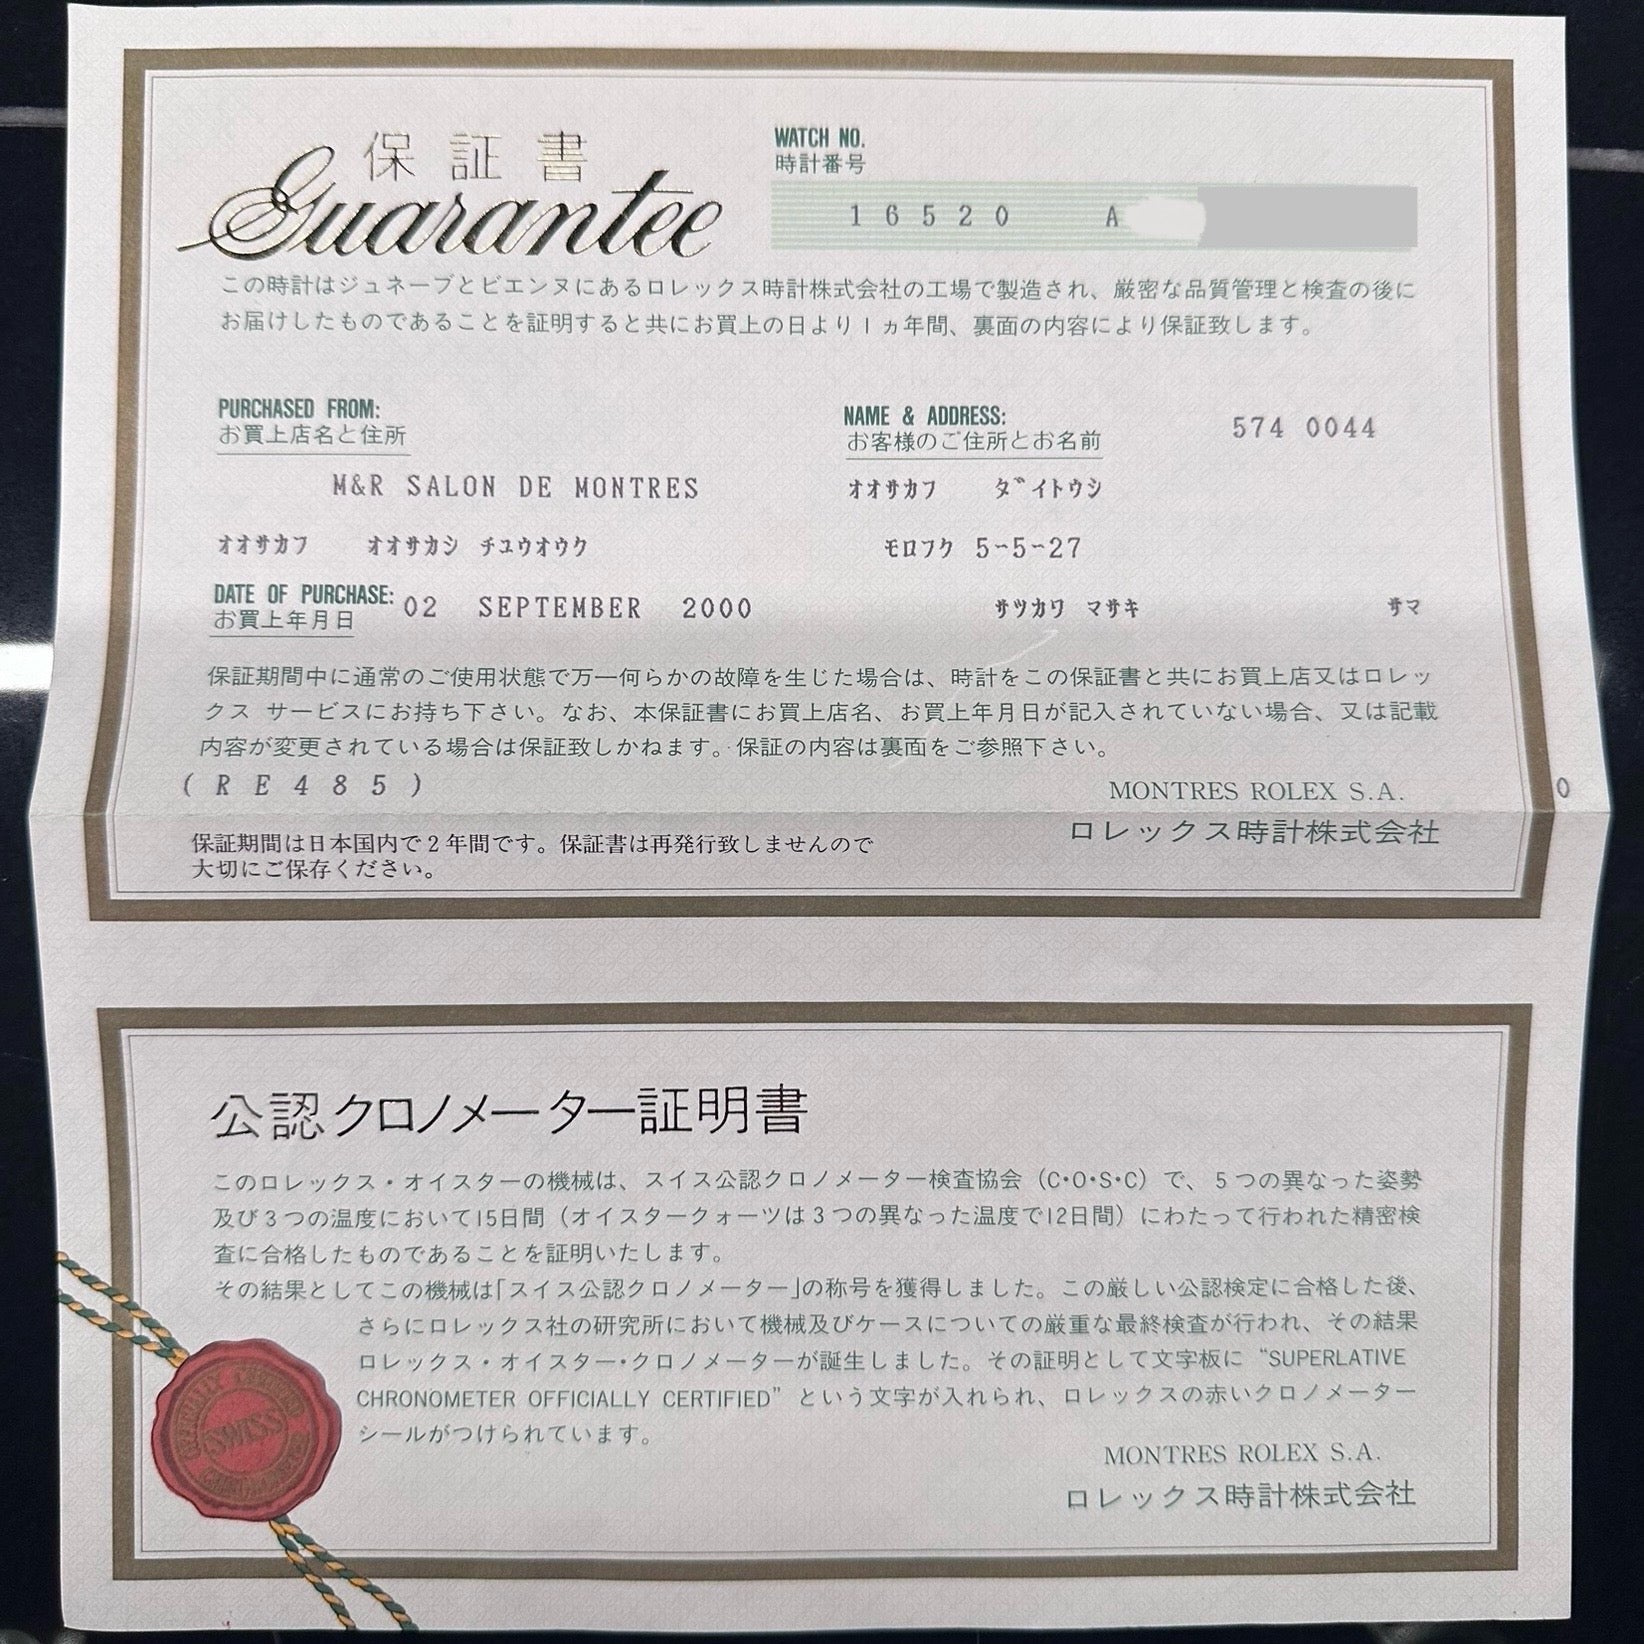 保証書
Guarantee
WATCH NO.
時計番号
16520 A
この時計はジュネーブとビエンヌにあるロレックス時計株式会社の工場で製造され、厳密な品質管理と検査の後に
お届けしたものであることを証明すると共にお買上の日より1ヵ年間、裏面の内容により保証致します。
PURCHASED FROM:
お買上店名と住所
M&R SALON DE MONTRES
オオサカフ オオサカシ チユウオウク
NAME & ADDRESS:
お客様のご住所とお名前
574 0044
オオサカフ ダイトウシ
モロフク 5-5-27
DATE OF PURCHASE:
お買上年月日
02 SEPTEMBER 2000
サツカワ マサキ サマ
保証期間中に通常のご使用状態で万一何らかの故障を生じた場合は、時計をこの保証書と共にお買上店又はロレッ
クス サービスにお持ち下さい。なお、本保証書にお買上店名、お買上年月日が記入されていない場合、又は記載
内容が変更されている場合は保証致しかねます。保証の内容は裏面をご参照下さい。
(RE485)
0
MONTRES ROLEX S.A.
ロレックス時計株式会社
保証期間は日本国内で2年間です。保証書は再発行致しませんので
大切にご保存ください。
公認クロノメーター証明書
このロレックス・オイスターの機械は、スイス公認クロノメーター検査協会（C•O•S•C）で、5つの異なった姿勢
及び3つの温度において15日間（オイスタークォーツは3つの異なった温度で12日間）にわたって行われた精密検
査に合格したものであることを証明いたします。
その結果としてこの機械は「スイス公認クロノメーター」の称号を獲得しました。この厳しい公認検定に合格した後、
さらにロレックス社の研究所において機械及びケースについての厳重な最終検査が行われ、その結果
ロレックス・オイスター・クロノメーターが誕生しました。その証明として文字板に “SUPERLATIVE
CHRONOMETER OFFICIALLY CERTIFIED” という文字が入れられ、ロレックスの赤いクロノメーター
シールがつけられています。
SWISS
MONTRES ROLEX S.A.
ロレックス時計株式会社